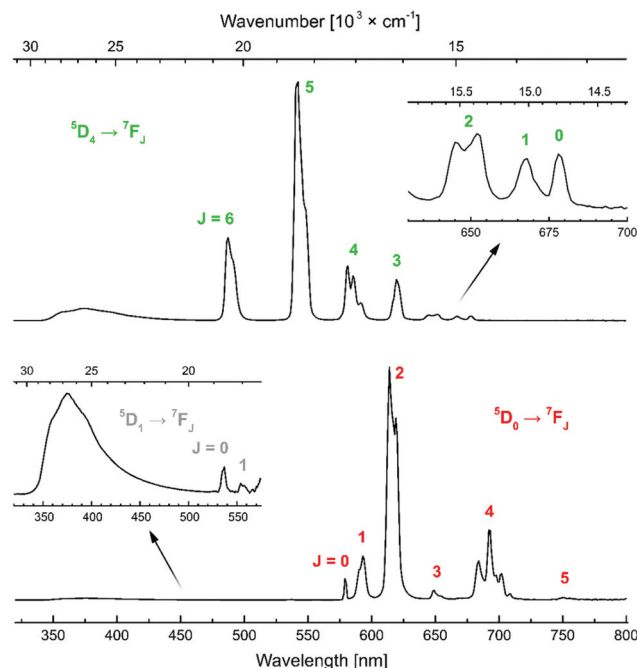 Wavenumber [10³ × cm⁻¹]
30 25 20 15
⁵D₄ → ⁷F_J
J = 6
5
4
3
15.5 15.0 14.5
2
1
0
650 675 700
30 25 20
⁵D₁ → ⁷F_J
J = 0
1
350 400 450 500 550
⁵D₀ → ⁷F_J
J = 0
1
2
3
4
5
350 400 450 500 550 600 650 700 750 800
Wavelength [nm]